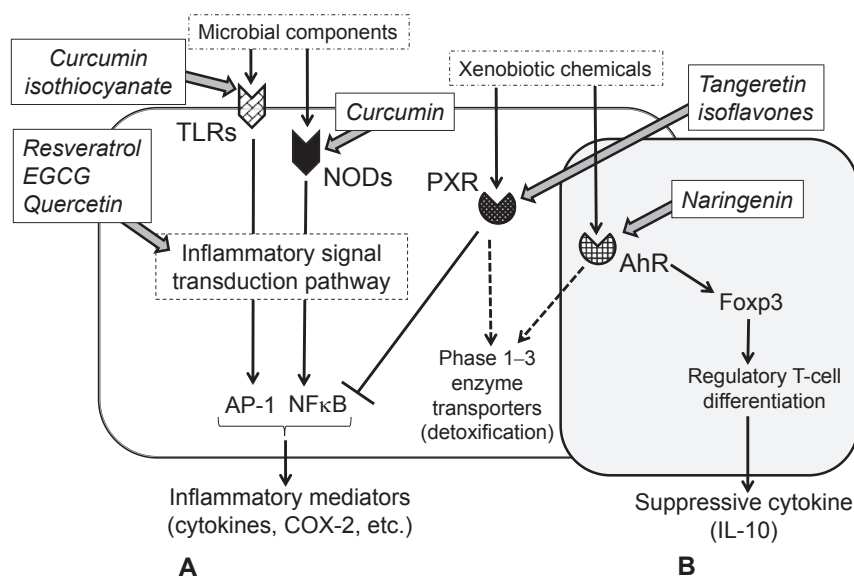 Microbial components
Curcumin
isothiocyanate
Xenobiotic chemicals
Tangeretin
isoflavones
Curcumin
TLRs
Resveratrol
EGCG
Quercetin
NODs
PXR
Naringenin
Inflammatory signal
transduction pathway
AhR
Foxp3
Phase 1–3
enzyme
transporters
(detoxification)
Regulatory T-cell
differentiation
AP-1
NFκB
Inflammatory mediators
(cytokines, COX-2, etc.)
Suppressive cytokine
(IL-10)
A
B